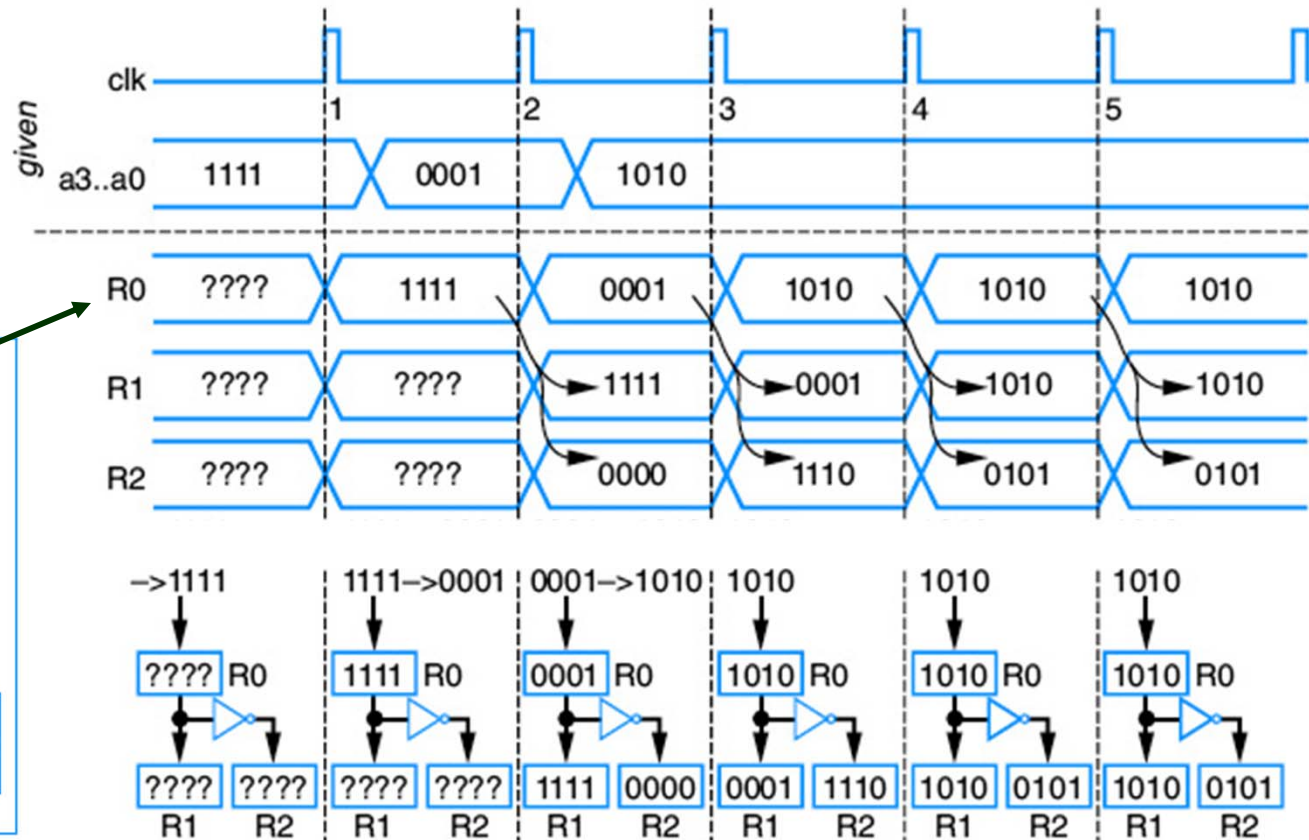 clk
1 2 3 4 5
given
a3..a0 1111 0001 1010
R0 ???? 1111 0001 1010 1010 1010
R1 ???? ???? 1111 0001 1010 1010
R2 ???? ???? 0000 1110 0101 0101
–>1111 1111–>0001 0001–>1010 1010 1010 1010
???? R0 1111 R0 0001 R0 1010 R0 1010 R0 1010 R0
???? ???? ???? ???? 1111 0000 0001 1110 1010 0101 1010 0101
R1 R2 R1 R2 R1 R2 R1 R2 R1 R2 R1 R2